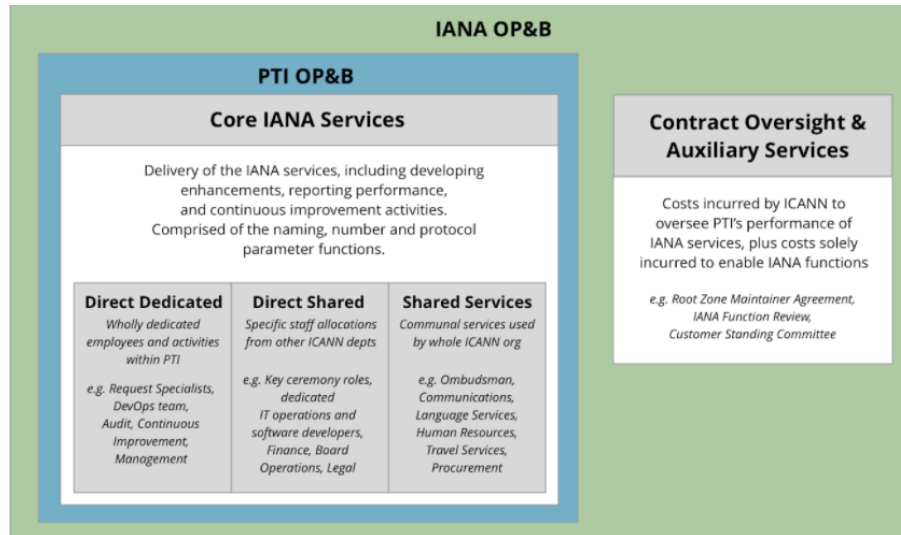 IANA OP&B
PTI OP&B
Core IANA Services
Delivery of the IANA services, including developing
enhancements, reporting performance,
and continuous improvement activities.
Comprised of the naming, number and protocol
parameter functions.
Direct Dedicated
Wholly dedicated
employees and activities
within PTI
e.g. Request Specialists,
DevOps team,
Audit, Continuous
Improvement,
Management
Direct Shared
Specific staff allocations
from other ICANN depts
e.g. Key ceremony roles,
dedicated
IT operations and
software developers,
Finance, Board
Operations, Legal
Shared Services
Communal services used
by whole ICANN org
e.g. Ombudsman,
Communications,
Language Services,
Human Resources,
Travel Services,
Procurement
Contract Oversight &
Auxiliary Services
Costs incurred by ICANN to
oversee PTI's performance of
IANA services, plus costs solely
incurred to enable IANA functions
e.g. Root Zone Maintainer Agreement,
IANA Function Review,
Customer Standing Committee